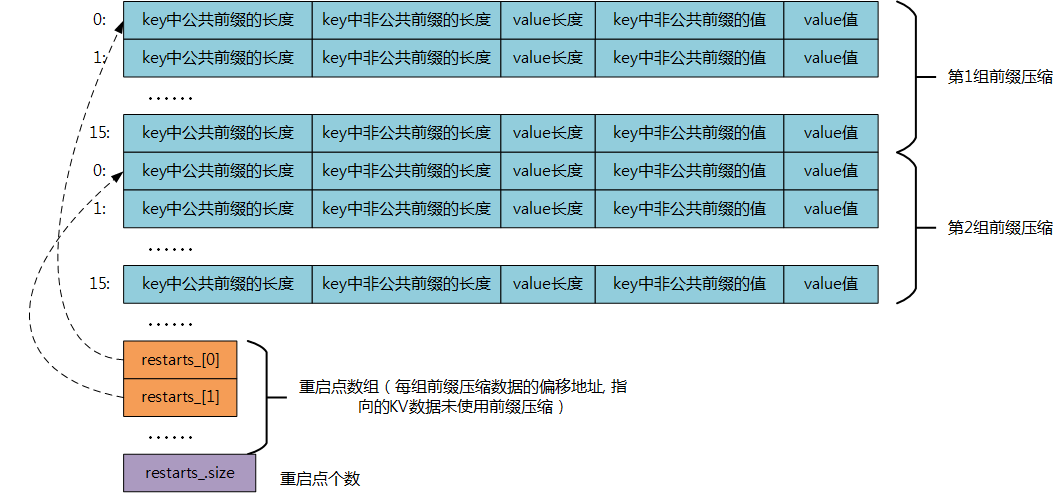 0: key中公共前缀的长度 key中非公共前缀的长度 value长度 key中非公共前缀的值 value值
1: key中公共前缀的长度 key中非公共前缀的长度 value长度 key中非公共前缀的值 value值
第1组前缀压缩
······
15: key中公共前缀的长度 key中非公共前缀的长度 value长度 key中非公共前缀的值 value值
0: key中公共前缀的长度 key中非公共前缀的长度 value长度 key中非公共前缀的值 value值
1: key中公共前缀的长度 key中非公共前缀的长度 value长度 key中非公共前缀的值 value值
第2组前缀压缩
······
15: key中公共前缀的长度 key中非公共前缀的长度 value长度 key中非公共前缀的值 value值
······
restarts_[0]
restarts_[1]
重启点数组（每组前缀压缩数据的偏移地址, 指
向的KV数据未使用前缀压缩）
······
restarts_.size 重启点个数